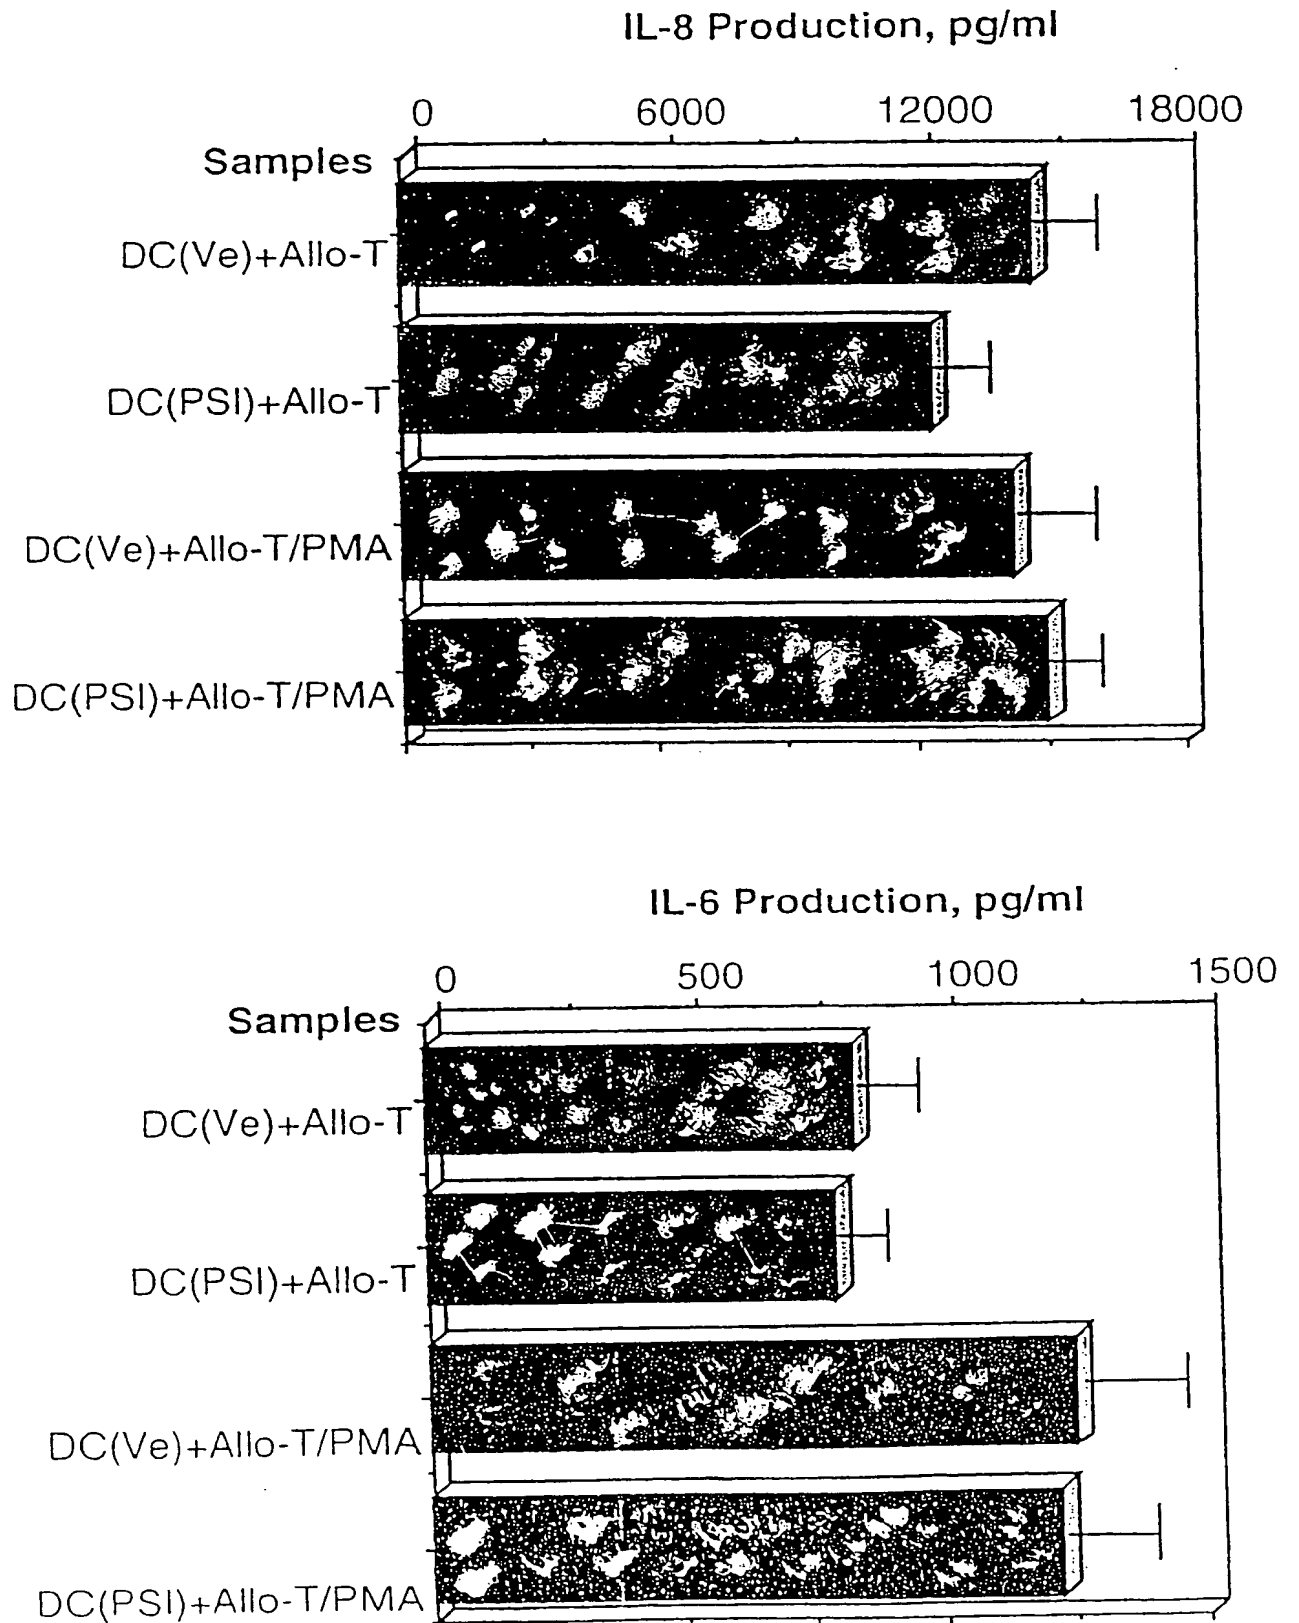 IL-8 Production, pg/ml
0 6000 12000 18000
Samples
DC(Ve)+Allo-T
DC(PSI)+Allo-T
DC(Ve)+Allo-T/PMA
DC(PSI)+Allo-T/PMA
IL-6 Production, pg/ml
0 500 1000 1500
Samples
DC(Ve)+Allo-T
DC(PSI)+Allo-T
DC(Ve)+Allo-T/PMA
DC(PSI)+Allo-T/PMA